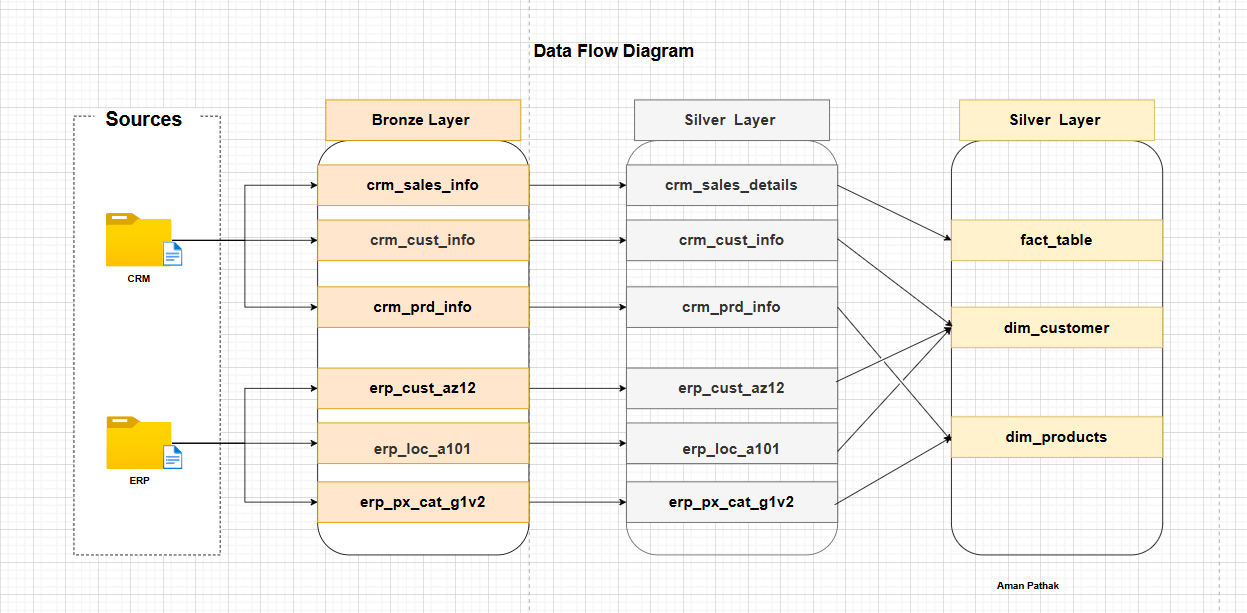 Data Flow Diagram
Sources
CRM
ERP
Bronze Layer
crm_sales_info
crm_cust_info
crm_prd_info
erp_cust_az12
erp_loc_a101
erp_px_cat_g1v2
Silver Layer
crm_sales_details
crm_cust_info
crm_prd_info
erp_cust_az12
erp_loc_a101
erp_px_cat_g1v2
Silver Layer
fact_table
dim_customer
dim_products
Aman Pathak